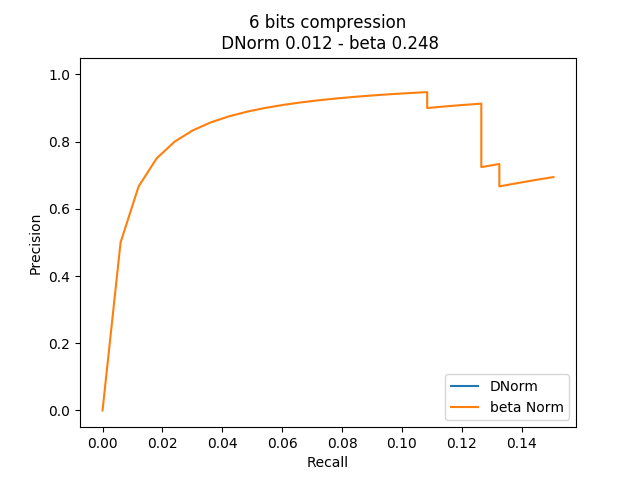 6 bits compression
DNorm 0.012 - beta 0.248
1.0
0.8
0.6
0.4
0.2
0.0
Precision
0.00 0.02 0.04 0.06 0.08 0.10 0.12 0.14
Recall
DNorm
beta Norm